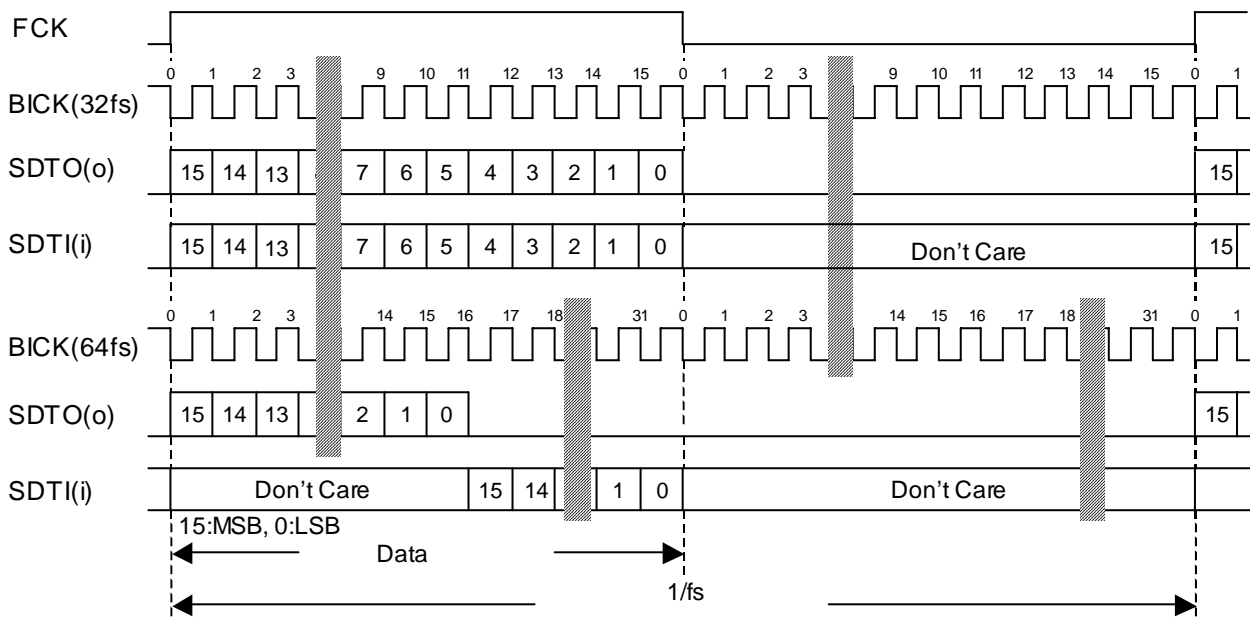 FCK
0 1 2 3 9 10 11 12 13 14 15 0 1 2 3 9 10 11 12 13 14 15 0 1
BICK(32fs)
SDTO(o) 15 14 13 7 6 5 4 3 2 1 0 15
SDTI(i) 15 14 13 7 6 5 4 3 2 1 0 Don't Care 15
0 1 2 3 14 15 16 17 18 31 0 1 2 3 14 15 16 17 18 31 0 1
BICK(64fs)
SDTO(o) 15 14 13 2 1 0 15
SDTI(i) Don't Care 15 14 1 0 Don't Care
15:MSB, 0:LSB
Data
1/fs